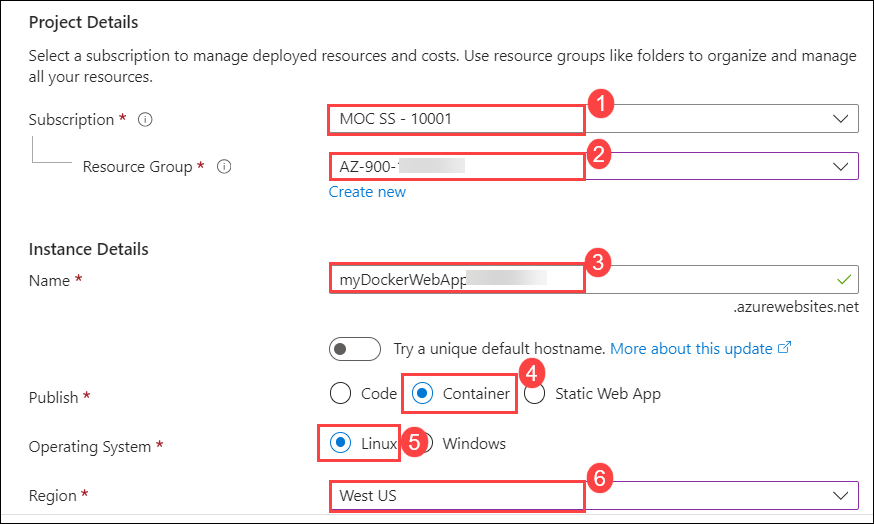 Project Details
Select a subscription to manage deployed resources and costs. Use resource groups like folders to organize and manage
all your resources.
Subscription * MOC SS - 10001 1
Resource Group * AZ-900- 2
Create new
Instance Details
Name * myDockerWebApp 3
.azurewebsites.net
Try a unique default hostname. More about this update
Publish * Code Container 4 Static Web App
Operating System * Linux 5 Windows
Region * West US 6